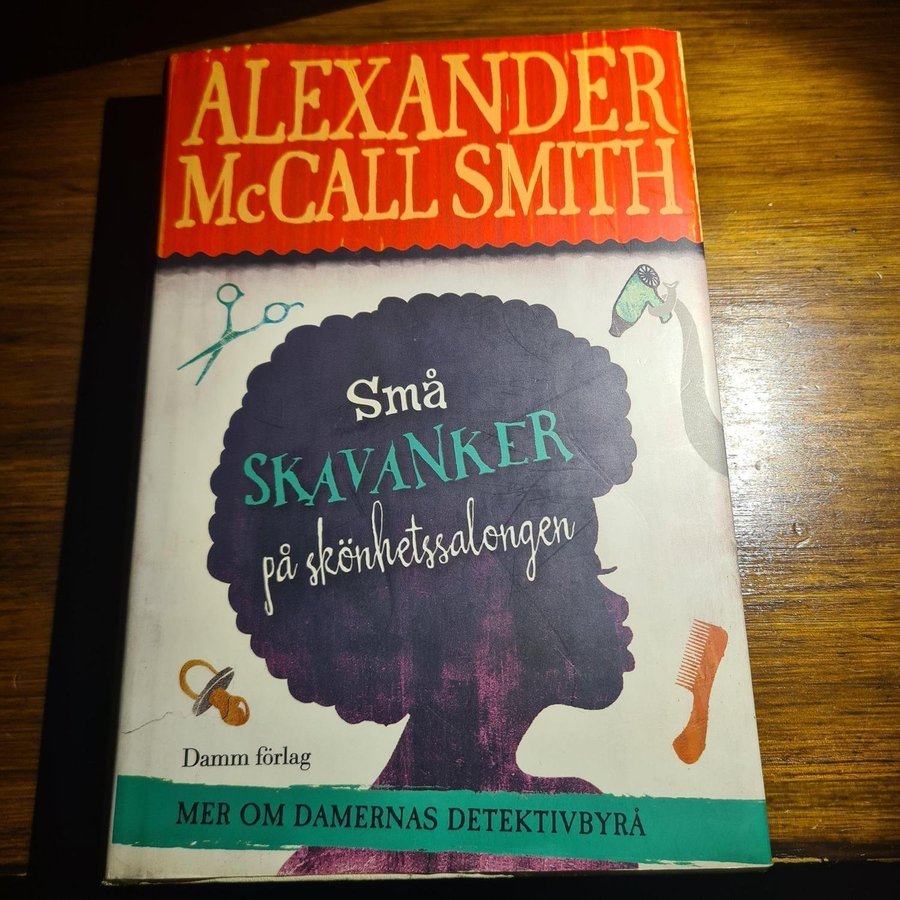 ALEXANDER
McCALL SMITH
Små
SKAVANKER
på skönhetssalongen
Damm förlag
MER OM DAMERNAS DETEKTIVBYRÅ